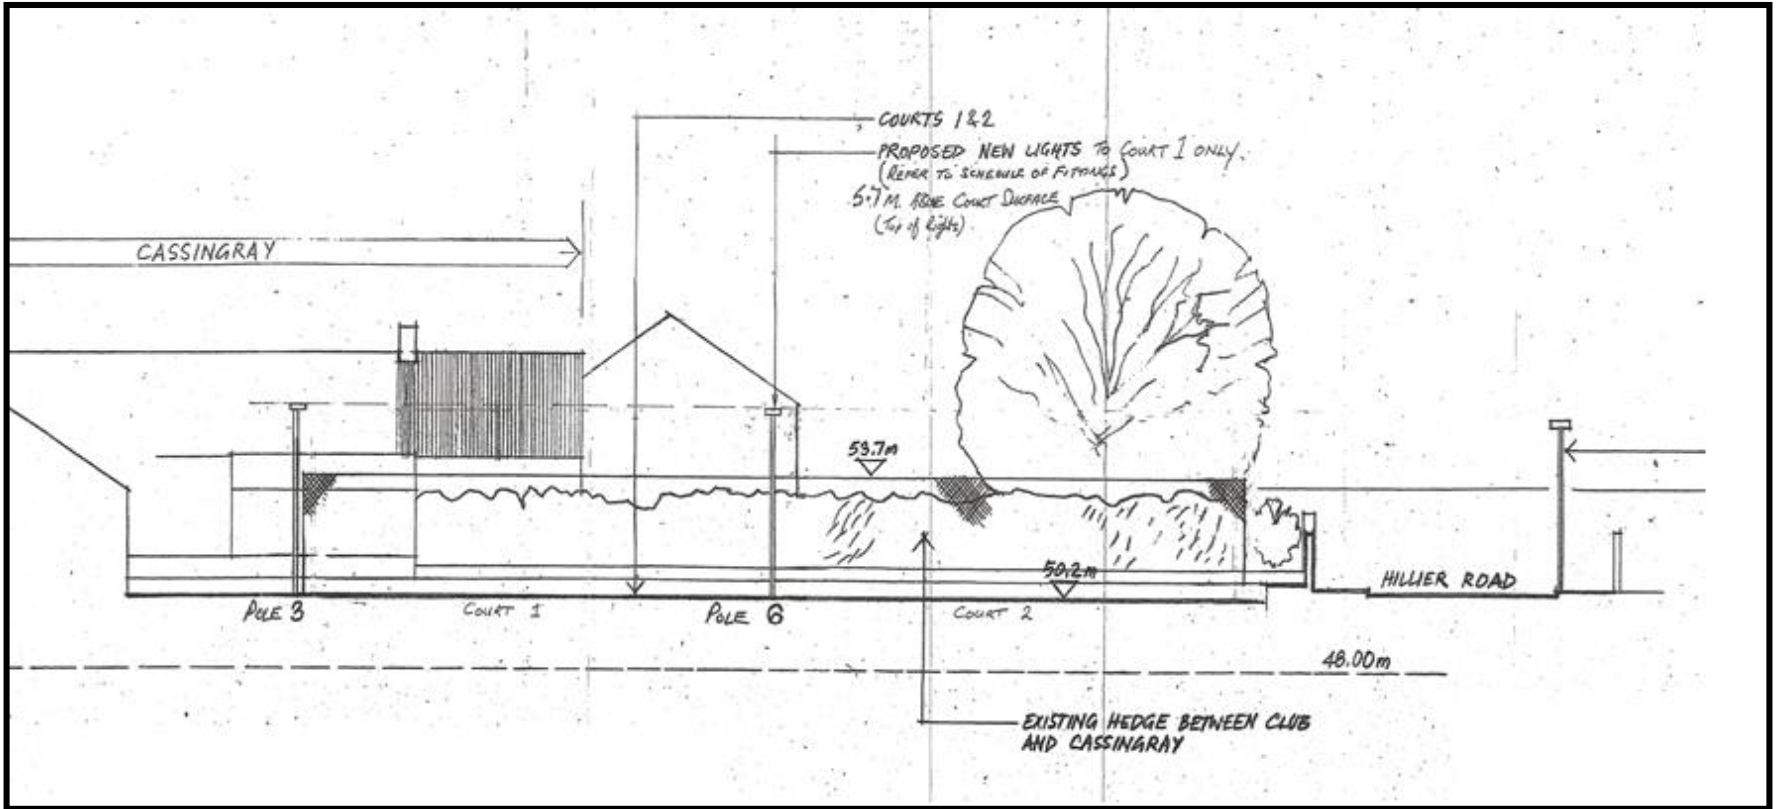 COURTS 1 & 2
PROPOSED NEW LIGHTS TO COURT 1 ONLY.
(REFER TO SCHEDULE OF FITTINGS)
5.7 M. ABOVE COURT SURFACE
(Top of lights)
CASSINGRAY
53.7m
50.2m
HILLIER ROAD
POLE 3
COURT 1
POLE 6
COURT 2
48.00m
EXISTING HEDGE BETWEEN CLUB
AND CASSINGRAY